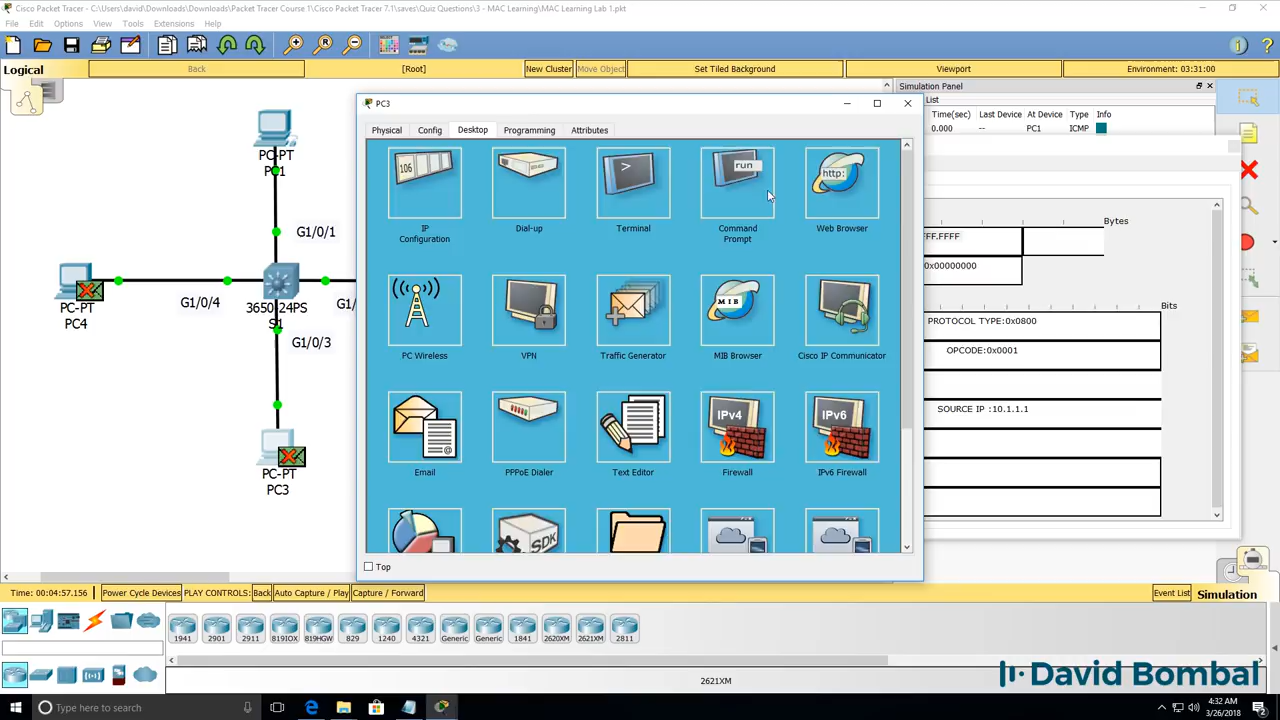 Cisco Packet Tracer - C:\Users\david\Downloads\Downloads\Packet Tracer Course 1\Cisco Packet Tracer 7.1\saves\Quiz Questions\3 - MAC Learning\MAC Learning Lab 1.pkt
File Edit Options View Tools Extensions Help
Logical Back [Root] New Cluster Move Object Set Tiled Background Viewport Environment: 03:31:00
Simulation Panel
List
Time(sec) Last Device At Device Type Info
0.000 -- PC1 ICMP
PC3
Physical Config Desktop Programming Attributes
106 > run http:
IP Configuration
Dial-up
Terminal
Command Prompt
Web Browser
MIB
PC Wireless
VPN
Traffic Generator
MIB Browser
Cisco IP Communicator
IPv4 IPv6
Email
PPPoE Dialer
Text Editor
Firewall
IPv6 Firewall
SDK
Top
PC-PT
G1/0/1
PC-PT
PC4
G1/0/4
3650-24PS
S1
G1/0/3
PC-PT
PC3
Bytes
FFF.FFFF
0x00000000
Bits
PROTOCOL TYPE:0x0800
OPCODE:0x0001
SOURCE IP :10.1.1.1
Time: 00:04:57.156 Power Cycle Devices PLAY CONTROLS: Back Auto Capture / Play Capture / Forward Event List Simulation
1941 2901 2911 819IOX 819HGW 829 1240 4321 Generic Generic 1841 2620XM 2621XM 2811
2621XM
David Bombal
Type here to search
4:32 AM
3/26/2018
2